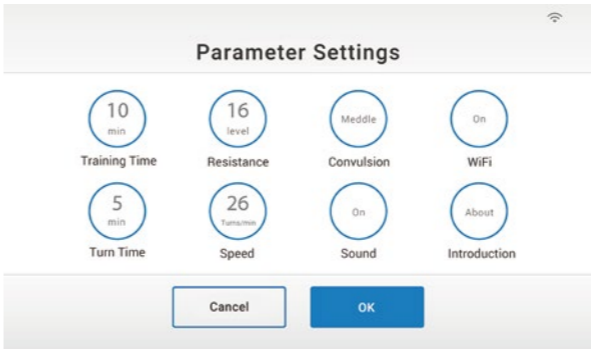 Parameter Settings
10
min
Training Time
16
level
Resistance
Meddle
Convulsion
On
WiFi
5
min
Turn Time
26
Turns/min
Speed
On
Sound
About
Introduction
Cancel
OK